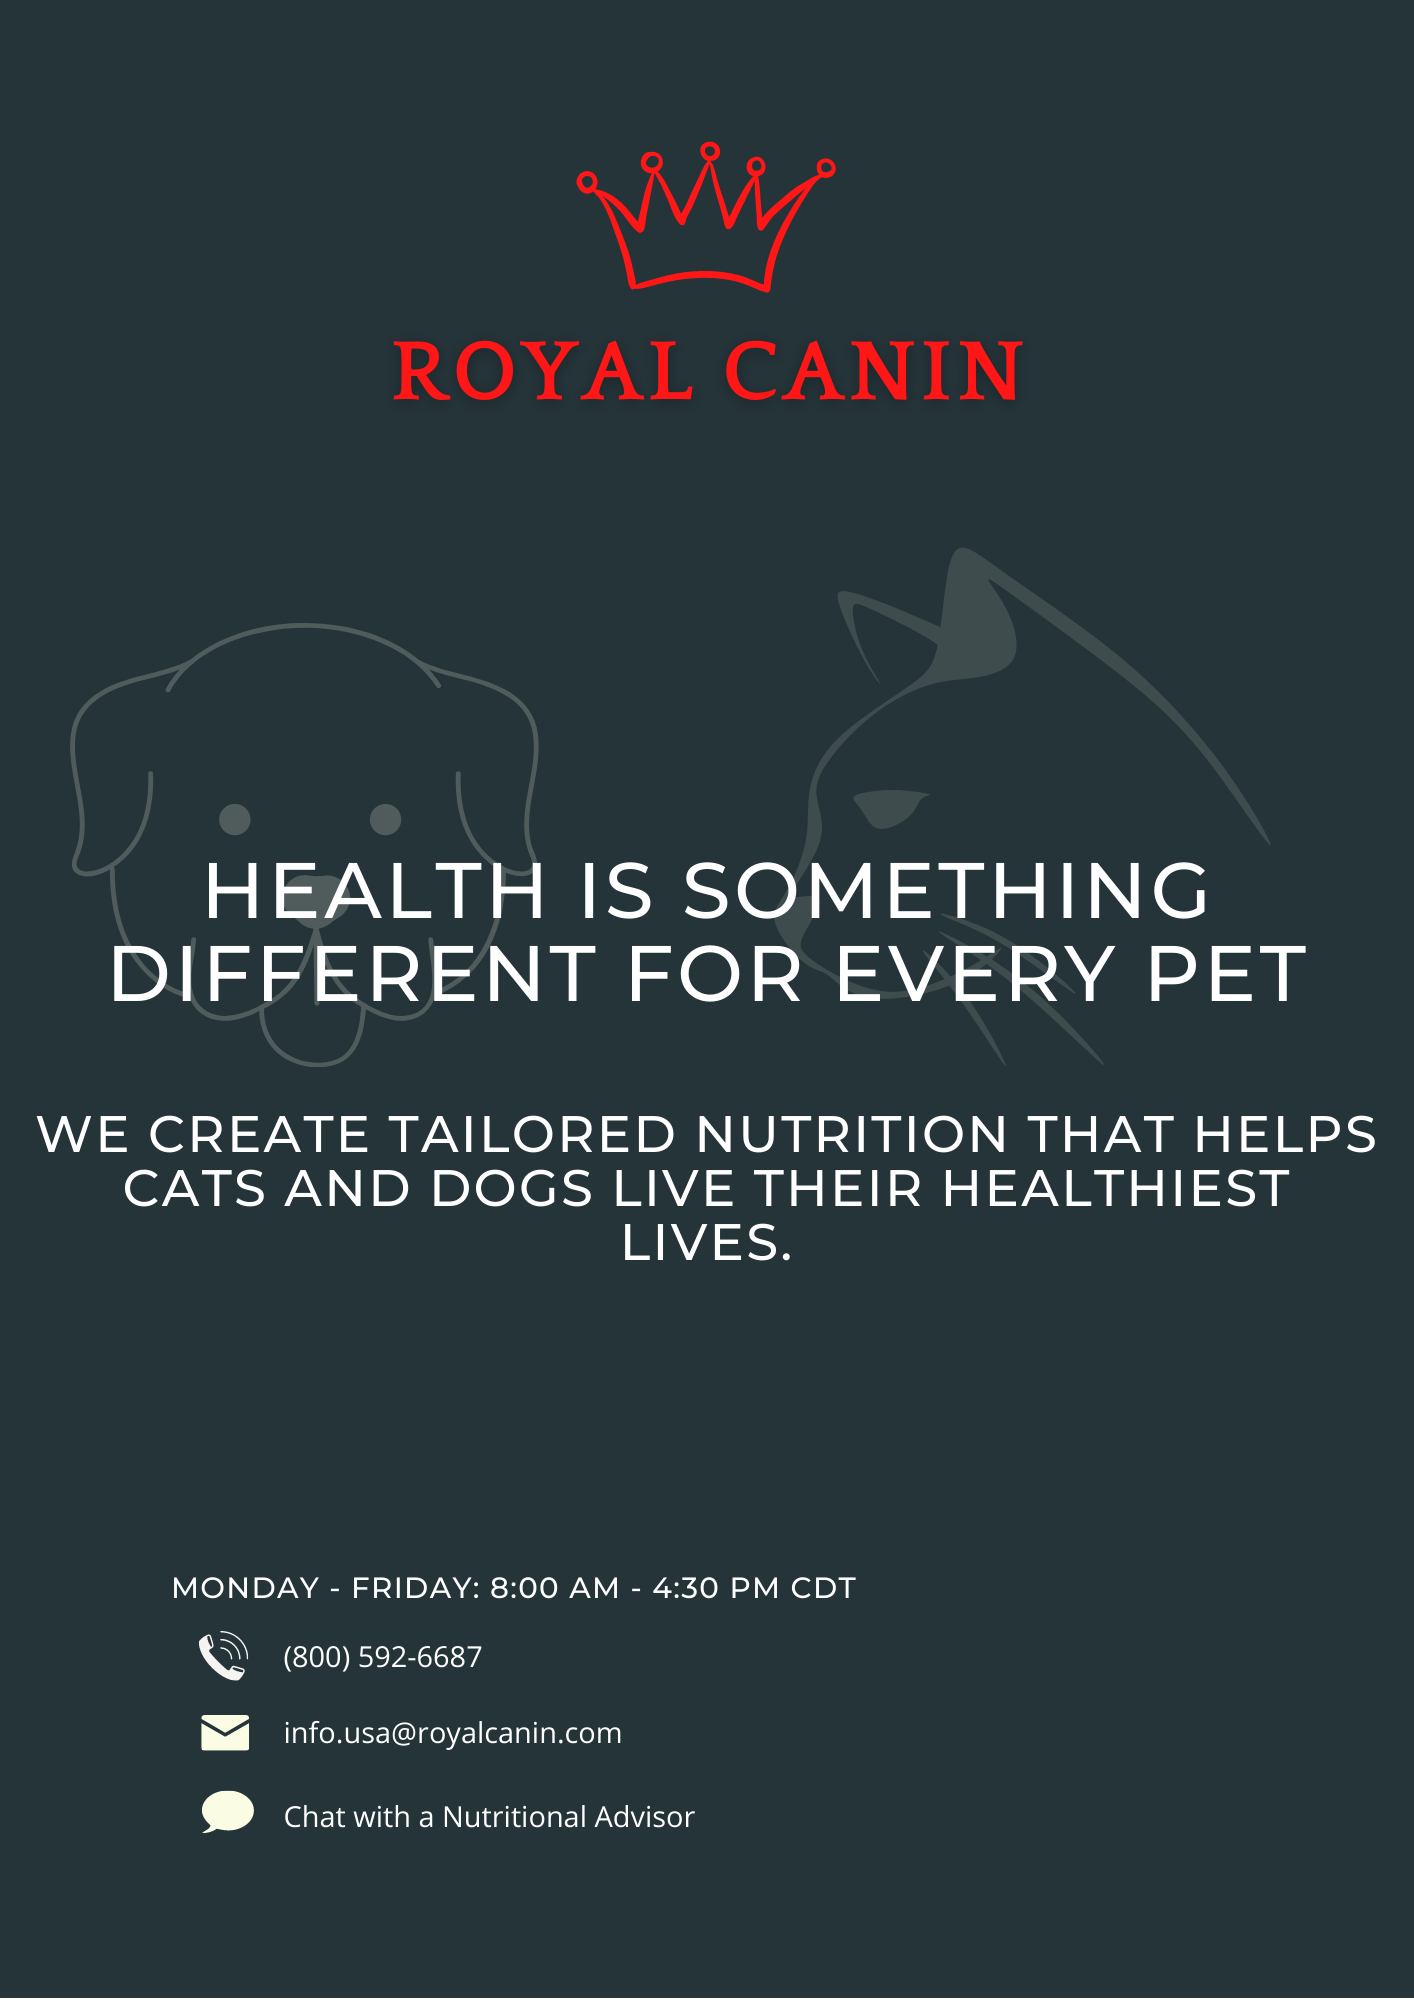 ROYAL CANIN
HEALTH IS SOMETHING
DIFFERENT FOR EVERY PET
WE CREATE TAILORED NUTRITION THAT HELPS
CATS AND DOGS LIVE THEIR HEALTHIEST
LIVES.
MONDAY - FRIDAY: 8:00 AM - 4:30 PM CDT
(800) 592-6687
info.usa@royalcanin.com
Chat with a Nutritional Advisor